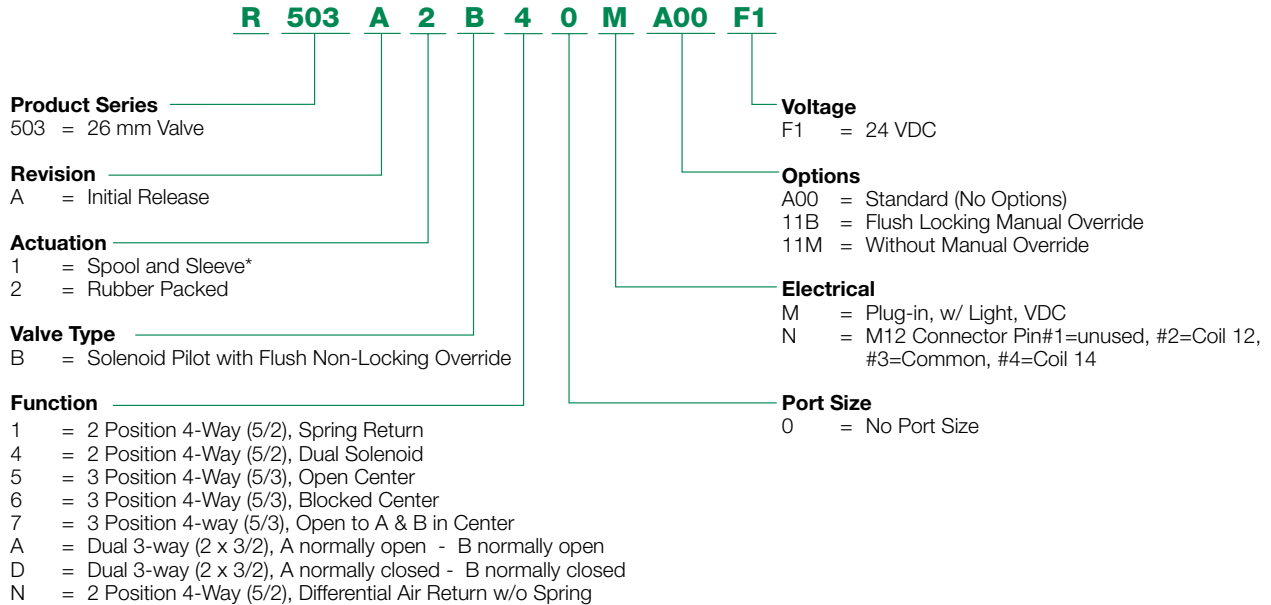 R 503 A 2 B 4 0 M A00 F1
Product Series
503 = 26 mm Valve
Revision
A = Initial Release
Actuation
1 = Spool and Sleeve*
2 = Rubber Packed
Valve Type
B = Solenoid Pilot with Flush Non-Locking Override
Function
1 = 2 Position 4-Way (5/2), Spring Return
4 = 2 Position 4-Way (5/2), Dual Solenoid
5 = 3 Position 4-Way (5/3), Open Center
6 = 3 Position 4-Way (5/3), Blocked Center
7 = 3 Position 4-way (5/3), Open to A & B in Center
A = Dual 3-way (2 x 3/2), A normally open - B normally open
D = Dual 3-way (2 x 3/2), A normally closed - B normally closed
N = 2 Position 4-Way (5/2), Differential Air Return w/o Spring
Voltage
F1 = 24 VDC
Options
A00 = Standard (No Options)
11B = Flush Locking Manual Override
11M = Without Manual Override
Electrical
M = Plug-in, w/ Light, VDC
N = M12 Connector Pin#1=unused, #2=Coil 12,
#3=Common, #4=Coil 14
Port Size
0 = No Port Size